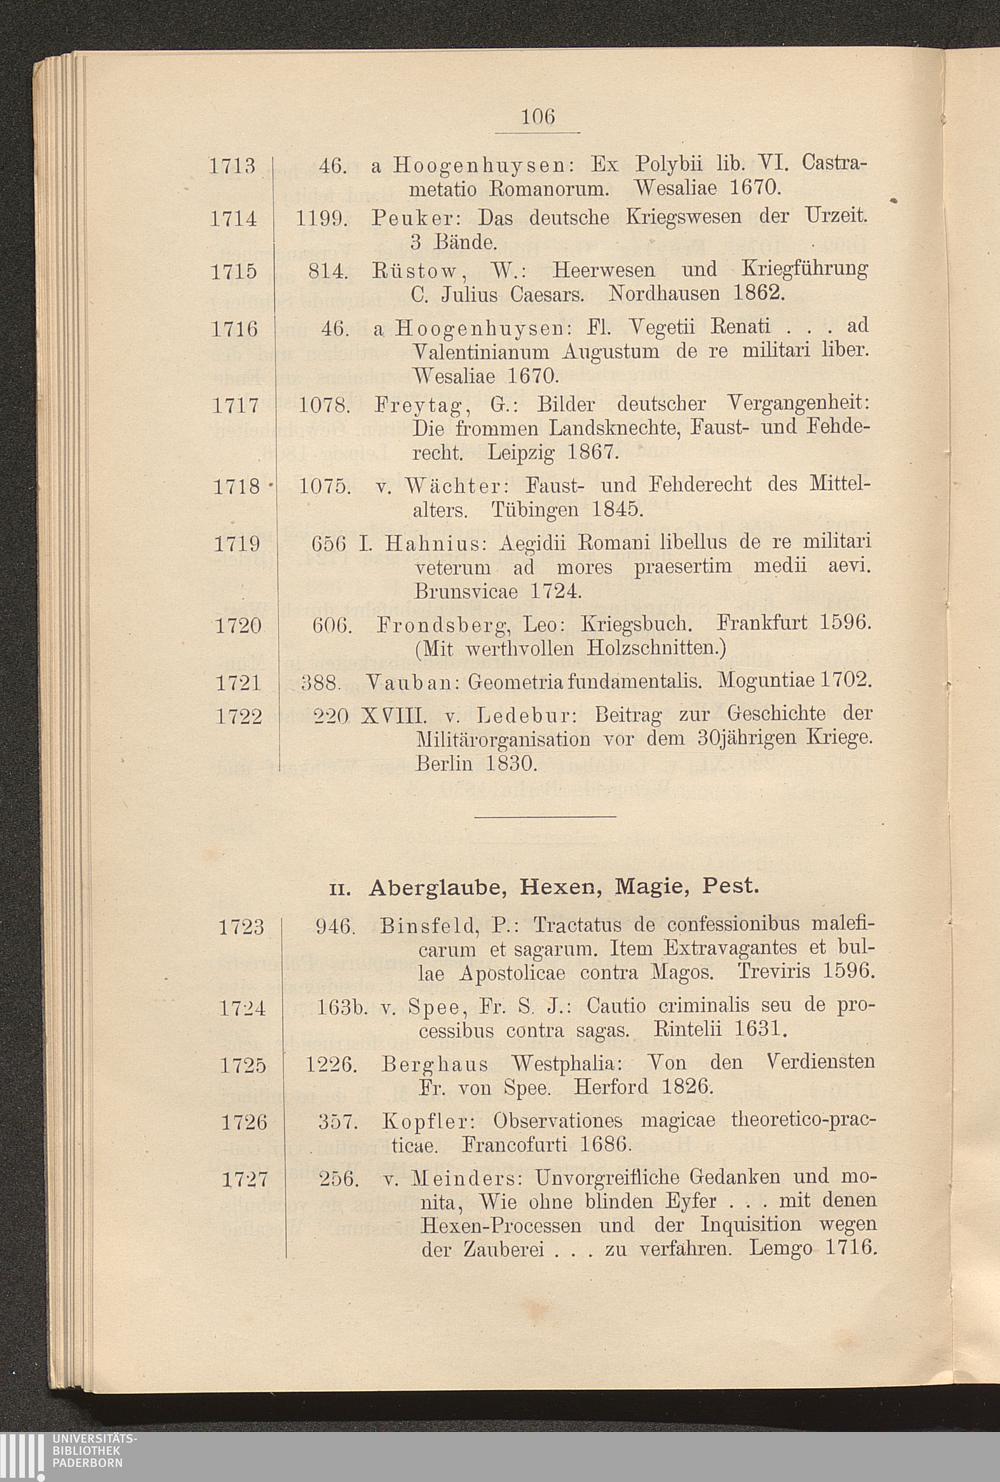 106
1713 46. a Hoogenhuysen: Ex Polybii lib. VI. Castra-
metatio Romanorum. Wesaliae 1670.
1714 1199. Peuker: Das deutsche Kriegswesen der Urzeit.
3 Bände.
1715 814. Rüstow, W.: Heerwesen und Kriegführung
C. Julius Caesars. Nordhausen 1862.
1716 46. a Hoogenhuysen: Fl. Vegetii Renati . . . ad
Valentinianum Augustum de re militari liber.
Wesaliae 1670.
1717 1078. Freytag, G.: Bilder deutscher Vergangenheit:
Die frommen Landsknechte, Faust- und Fehde-
recht. Leipzig 1867.
1718 1075. v. Wächter: Faust- und Fehderecht des Mittel-
alters. Tübingen 1845.
1719 656 I. Hahnius: Aegidii Romani libellus de re militari
veterum ad mores praesertim medii aevi.
Brunsvicae 1724.
1720 606. Frondsberg, Leo: Kriegsbuch. Frankfurt 1596.
(Mit werthvollen Holzschnitten.)
1721 388. Vauban: Geometria fundamentalis. Moguntiae 1702.
1722 220 XVIII. v. Ledebur: Beitrag zur Geschichte der
Militärorganisation vor dem 30jährigen Kriege.
Berlin 1830.
11. Aberglaube, Hexen, Magie, Pest.
1723 946. Binsfeld, P.: Tractatus de confessionibus malefi-
carum et sagarum. Item Extravagantes et bul-
lae Apostolicae contra Magos. Treviris 1596.
1724 163b. v. Spee, Fr. S. J.: Cautio criminalis seu de pro-
cessibus contra sagas. Rintelii 1631.
1725 1226. Berghaus Westphalia: Von den Verdiensten
Fr. von Spee. Herford 1826.
1726 357. Kopfler: Observationes magicae theoretico-prac-
ticae. Francofurti 1686.
1727 256. v. Meinders: Unvorgreifliche Gedanken und mo-
nita, Wie ohne blinden Eyfer . . . mit denen
Hexen-Processen und der Inquisition wegen
der Zauberei . . . zu verfahren. Lemgo 1716.
UNIVERSITÄTS-
BIBLIOTHEK
PADERBORN